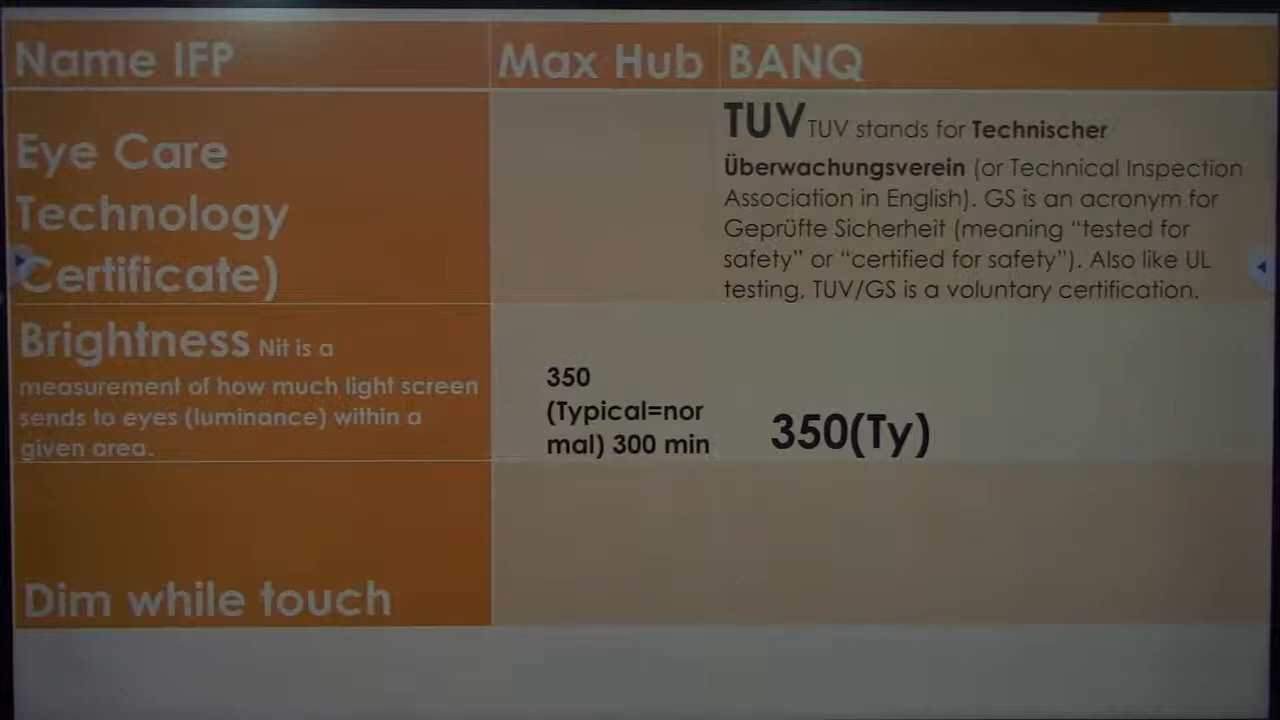 Name IFP
Max Hub
BANQ
Eye Care
Technology
Certificate)
TUV TUV stands for Technischer
Überwachungsverein (or Technical Inspection
Association in English). GS is an acronym for
Geprüfte Sicherheit (meaning “tested for
safety” or “certified for safety”). Also like UL
testing, TUV/GS is a voluntary certification.
Brightness Nit is a
measurement of how much light screen
sends to eyes (luminance) within a
given area.
350
(Typical=nor
mal) 300 min
350(Ty)
Dim while touch